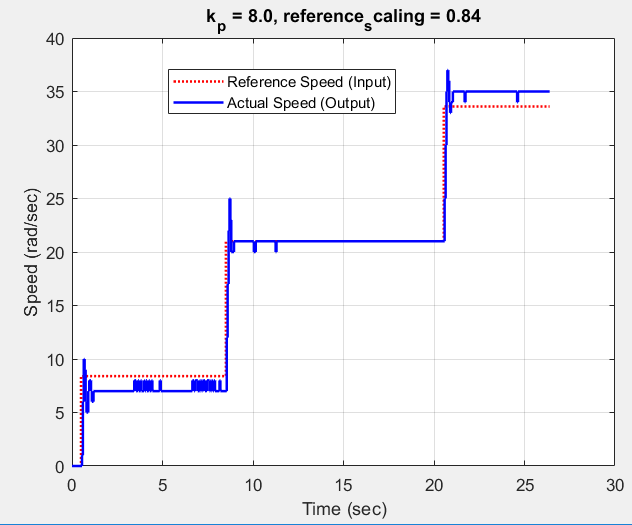 kp = 8.0, reference_scaling = 0.84
40
35
30
25
20
15
10
5
0
Speed (rad/sec)
Reference Speed (Input)
Actual Speed (Output)
0 5 10 15 20 25 30
Time (sec)